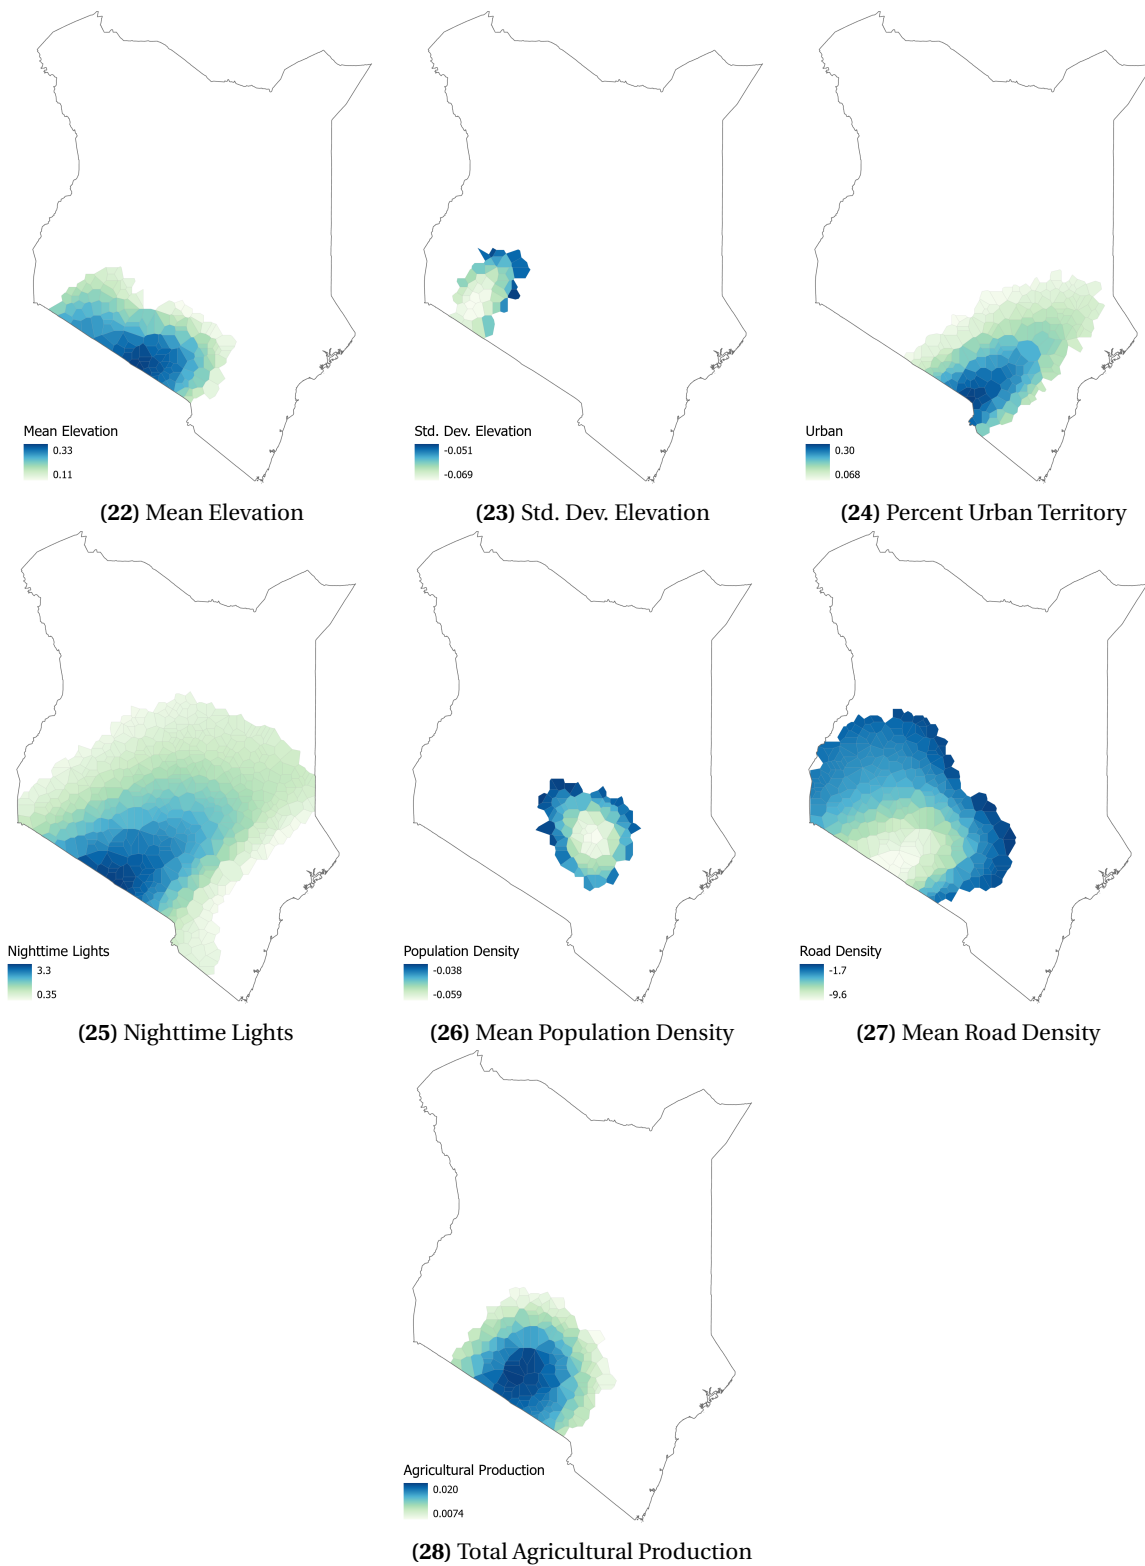 Mean Elevation
0.33
0.11
(22) Mean Elevation
Std. Dev. Elevation
-0.051
-0.069
(23) Std. Dev. Elevation
Urban
0.30
0.068
(24) Percent Urban Territory
Nighttime Lights
3.3
0.35
(25) Nighttime Lights
Population Density
-0.038
-0.059
(26) Mean Population Density
Road Density
-1.7
-9.6
(27) Mean Road Density
Agricultural Production
0.020
0.0074
(28) Total Agricultural Production